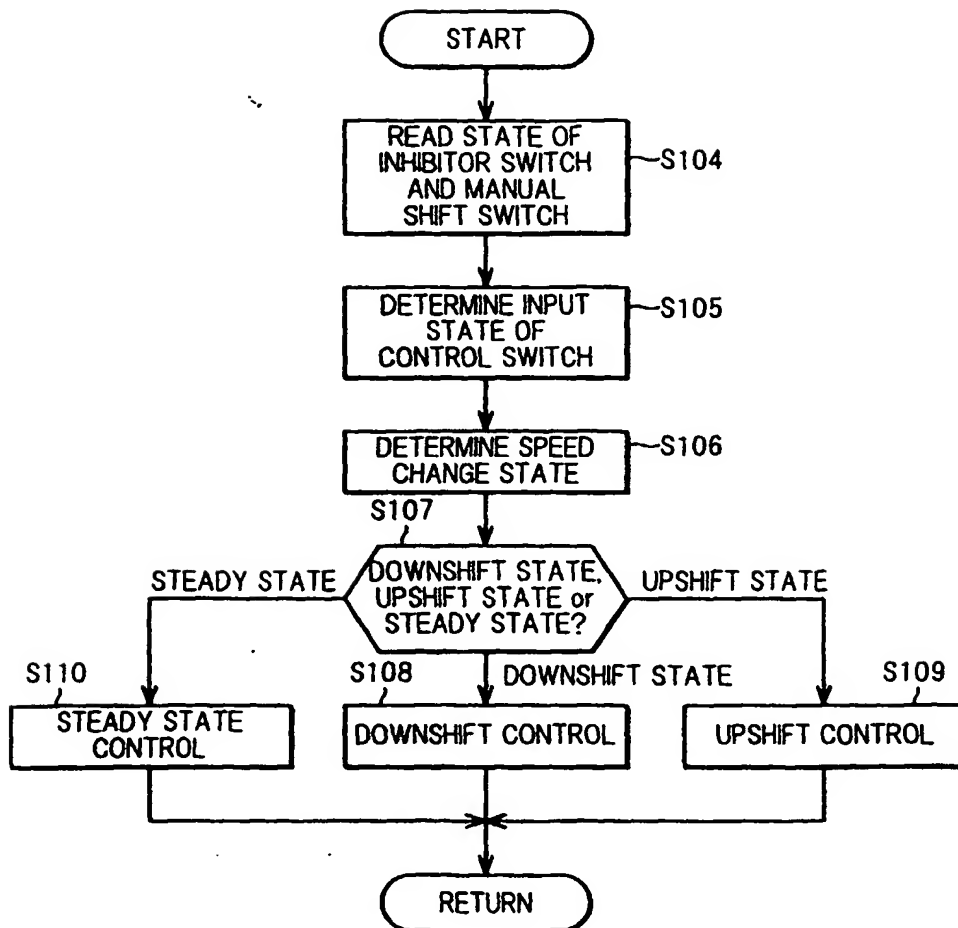 START
READ STATE OF
INHIBITOR SWITCH
AND MANUAL
SHIFT SWITCH
S104
DETERMINE INPUT
STATE OF
CONTROL SWITCH
S105
DETERMINE SPEED
CHANGE STATE
S106
S107
DOWNSHIFT STATE,
UPSHIFT STATE or
STEADY STATE?
STEADY STATE
UPSHIFT STATE
DOWNSHIFT STATE
S110
STEADY STATE
CONTROL
S108
DOWNSHIFT CONTROL
S109
UPSHIFT CONTROL
RETURN